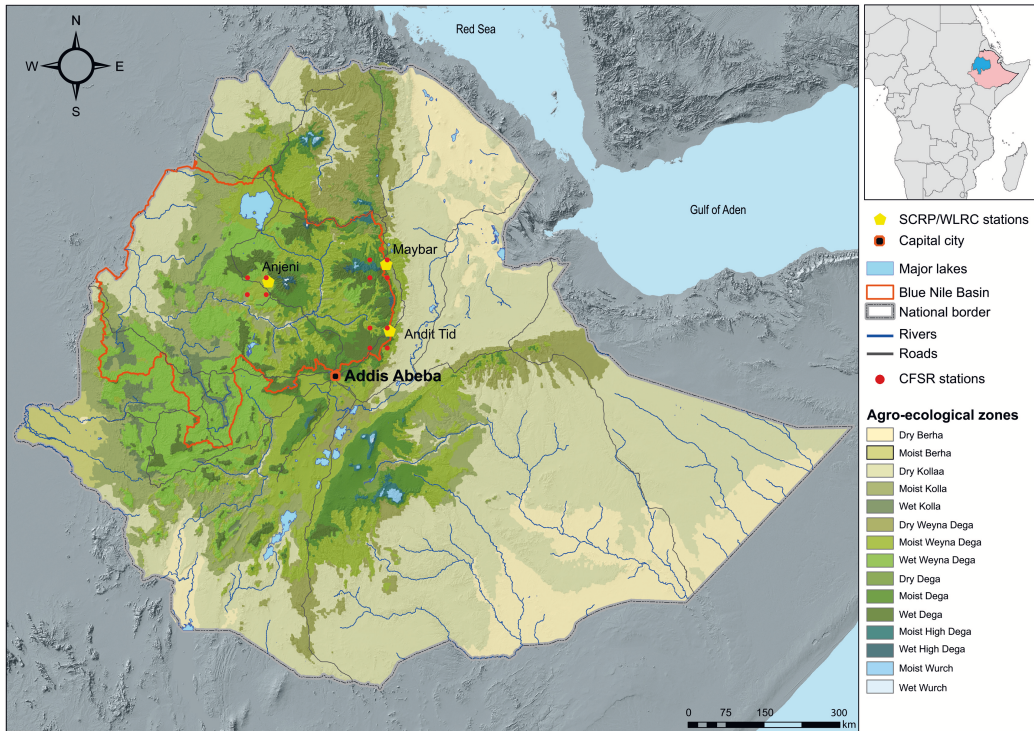 N
W
E
S
Red Sea
Gulf of Aden
Maybar
Anjeni
Andit Tid
Addis Abeba
0 75 150 300
km
SCRP/WLRC stations
Capital city
Major lakes
Blue Nile Basin
National border
Rivers
Roads
CFSR stations
Agro-ecological zones
Dry Berha
Moist Berha
Dry Kollaa
Moist Kolla
Wet Kolla
Dry Weyna Dega
Moist Weyna Dega
Wet Weyna Dega
Dry Dega
Moist Dega
Wet Dega
Moist High Dega
Wet High Dega
Moist Wurch
Wet Wurch